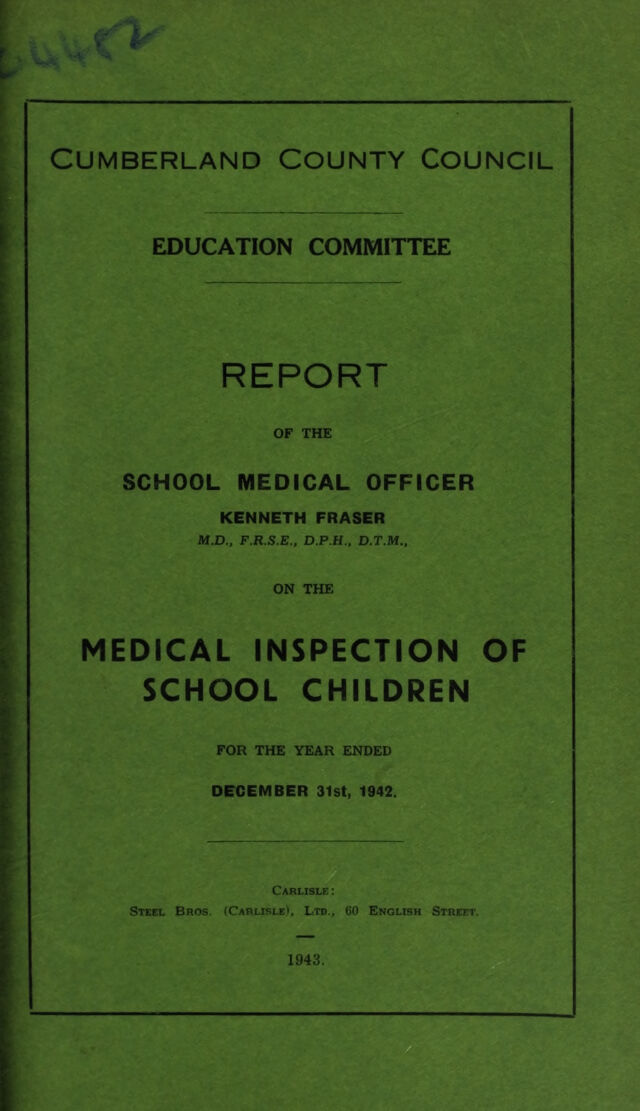 CUMBERLAND COUNTY COUNCIL
EDUCATION COMMITTEE
REPORT
OF THE
SCHOOL MEDICAL OFFICER
KENNETH FRASER
M.D., F.R.S.E., D.P.H., D.T.M.,
ON THE
MEDICAL INSPECTION OF
SCHOOL CHILDREN
FOR THE YEAR ENDED
DECEMBER 31st, 1942.
CARLISLE:
STEEL BROS. (CARLISLE), LTD., 60 ENGLISH STREET.
1943.